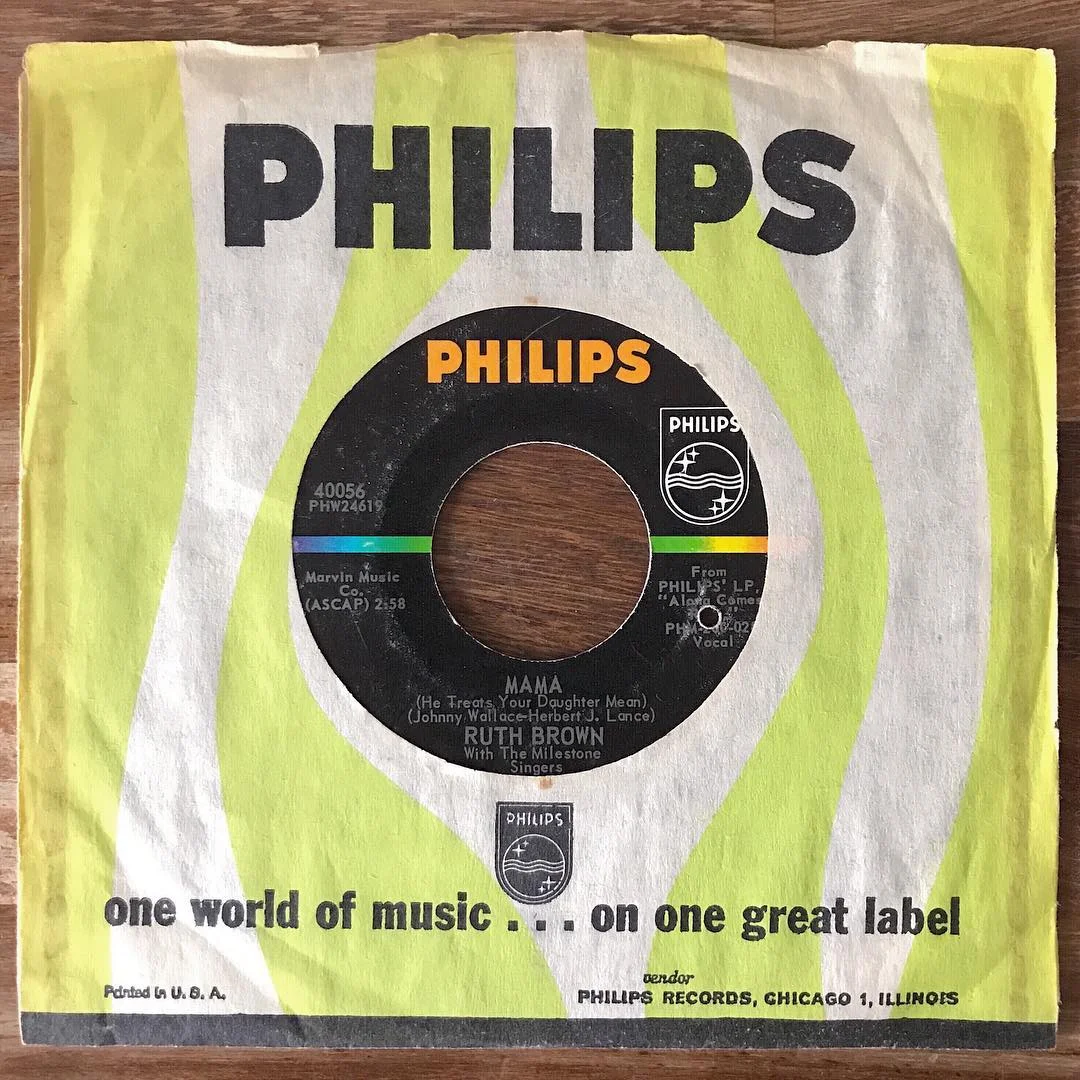 PHILIPS
PHILIPS
PHILIPS
40056
PHW24619
Marvin Music
Co.
(ASCAP) 2:58
From
PHILIPS' LP,
"Along Comes
Vocal
MAMA
(He Treats Your Daughter Mean)
(Johnny Wallace-Herbert J. Lance)
RUTH BROWN
With The Milestone
Singers
PHILIPS
one world of music . . . on one great label
Printed in U. S. A.
vendor
PHILIPS RECORDS, CHICAGO 1, ILLINOIS